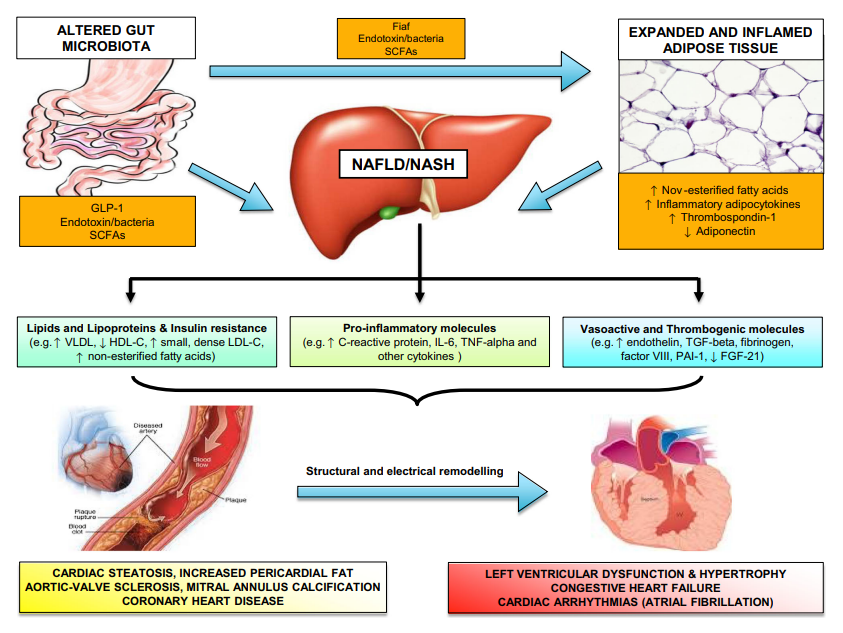 ALTERED GUT
MICROBIOTA
Fiaf
Endotoxin/bacteria
SCFAs
EXPANDED AND INFLAMED
ADIPOSE TISSUE
NAFLD/NASH
GLP-1
Endotoxin/bacteria
SCFAs
↑ Nov-esterified fatty acids
↑ Inflammatory adipocytokines
↑ Thrombospondin-1
↓ Adiponectin
Lipids and Lipoproteins & Insulin resistance
(e.g.↑ VLDL, ↓ HDL-C, ↑ small, dense LDL-C,
↑ non-esterified fatty acids)
Pro-inflammatory molecules
(e.g. ↑ C-reactive protein, IL-6, TNF-alpha and
other cytokines )
Vasoactive and Thrombogenic molecules
(e.g. ↑ endothelin, TGF-beta, fibrinogen,
factor VIII, PAI-1, ↓ FGF-21)
Diseased
artery
Blood
flow
Plaque
Plaque
rupture
Blood
clot
Structural and electrical remodelling
Septum
LV
CARDIAC STEATOSIS, INCREASED PERICARDIAL FAT
AORTIC-VALVE SCLEROSIS, MITRAL ANNULUS CALCIFICATION
CORONARY HEART DISEASE
LEFT VENTRICULAR DYSFUNCTION & HYPERTROPHY
CONGESTIVE HEART FAILURE
CARDIAC ARRHYTHMIAS (ATRIAL FIBRILLATION)